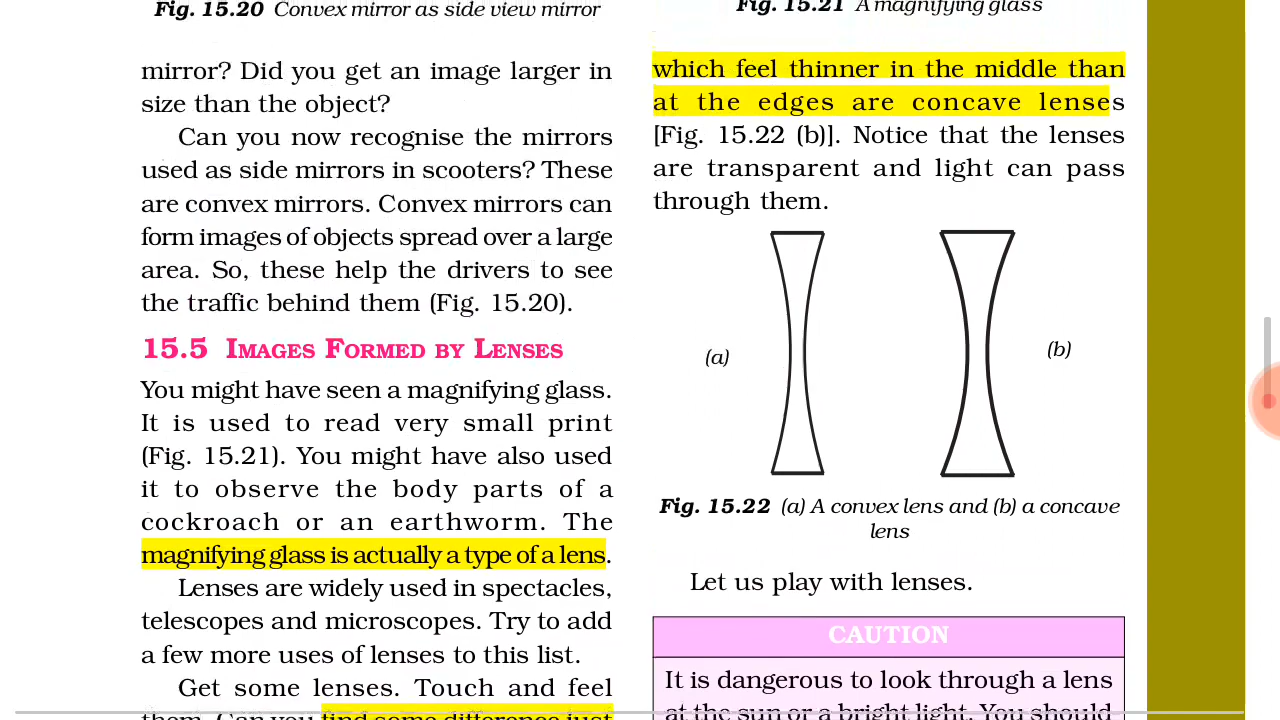 Fig. 15.20 Convex mirror as side view mirror
mirror? Did you get an image larger in
size than the object?
Can you now recognise the mirrors
used as side mirrors in scooters? These
are convex mirrors. Convex mirrors can
form images of objects spread over a large
area. So, these help the drivers to see
the traffic behind them (Fig. 15.20).
15.5 IMAGES FORMED BY LENSES
You might have seen a magnifying glass.
It is used to read very small print
(Fig. 15.21). You might have also used
it to observe the body parts of a
cockroach or an earthworm. The
magnifying glass is actually a type of a lens.
Lenses are widely used in spectacles,
telescopes and microscopes. Try to add
a few more uses of lenses to this list.
Get some lenses. Touch and feel
them. Can you find some difference just
Fig. 15.21 A magnifying glass
which feel thinner in the middle than
at the edges are concave lenses
[Fig. 15.22 (b)]. Notice that the lenses
are transparent and light can pass
through them.
(a)
(b)
Fig. 15.22 (a) A convex lens and (b) a concave
lens
Let us play with lenses.
CAUTION
It is dangerous to look through a lens
at the sun or a bright light. You should